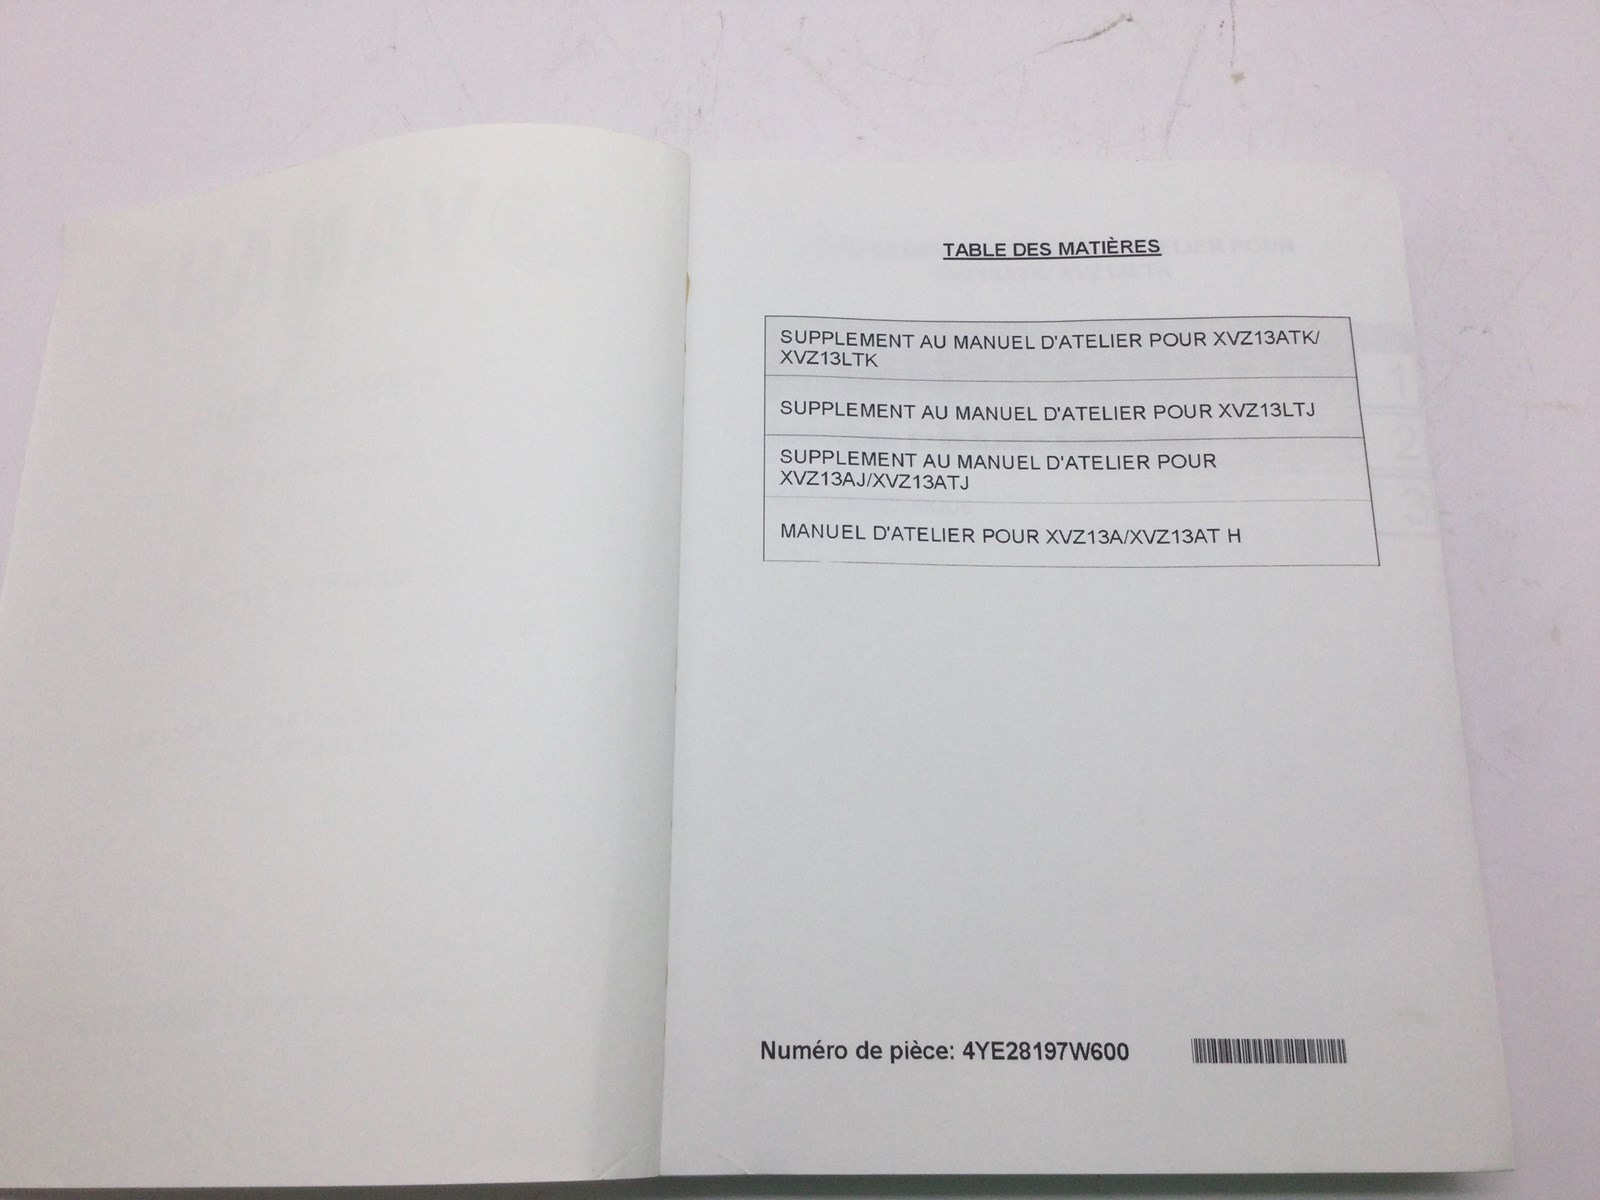 TABLE DES MATIÈRES
SUPPLEMENT AU MANUEL D'ATELIER POUR XVZ13ATK/
XVZ13LTK
SUPPLEMENT AU MANUEL D'ATELIER POUR XVZ13LTJ
SUPPLEMENT AU MANUEL D'ATELIER POUR
XVZ13AJ/XVZ13ATJ
MANUEL D'ATELIER POUR XVZ13A/XVZ13AT H
Numéro de pièce: 4YE28197W600